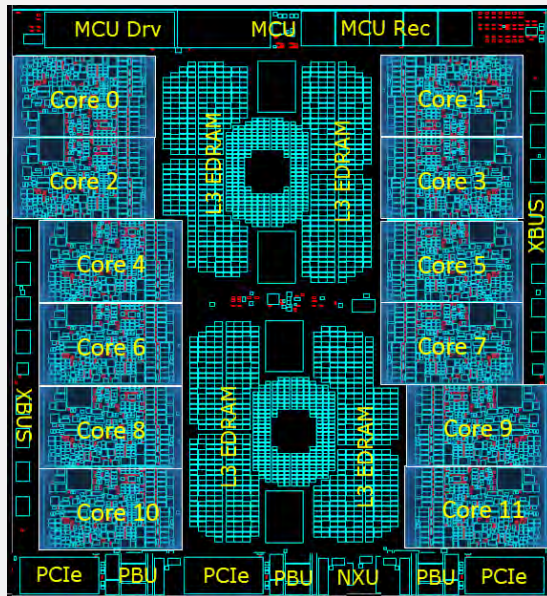 MCU Drv MCU MCU Rec
Core 0
Core 1
Core 2
Core 3
L3 EDRAM
L3 EDRAM
XBUS
Core 4
Core 5
Core 6
Core 7
XBUS
Core 8
Core 9
L3 EDRAM
L3 EDRAM
Core 10
Core 11
PCIe PBU PCIe PBU NXU PBU PCIe